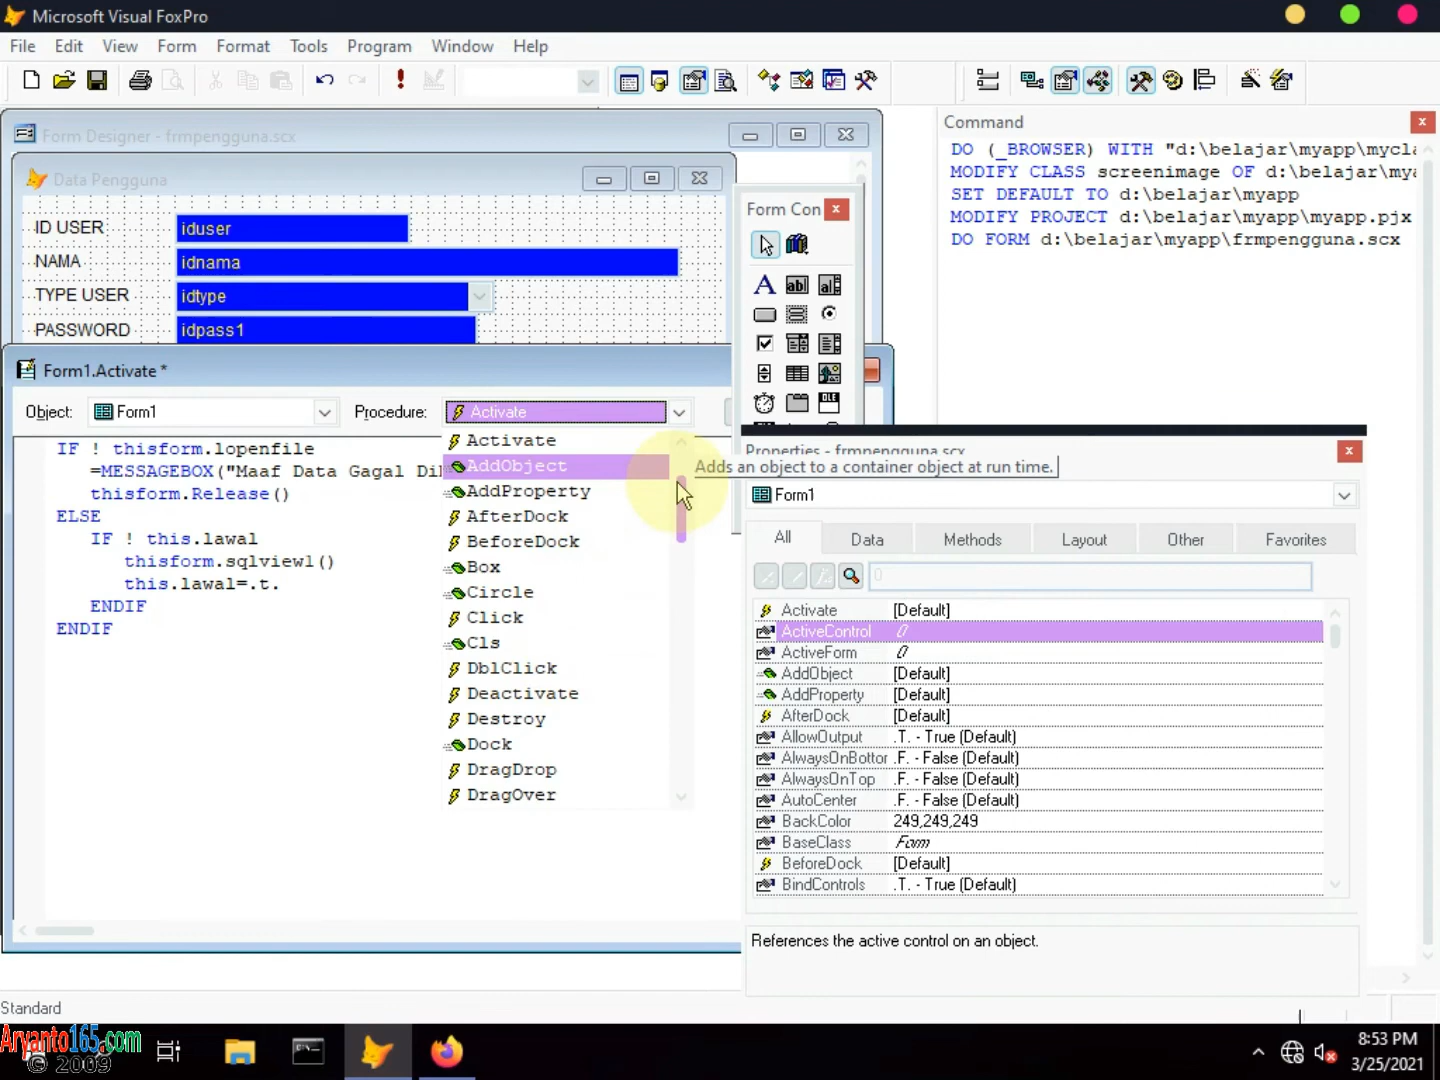 Microsoft Visual FoxPro
File Edit View Form Format Tools Program Window Help
Form Designer - frmpengguna.scx
Data Pengguna
ID USER iduser
NAMA idnama
TYPE USER idtype
PASSWORD idpass1
Form Con
Command
DO (_BROWSER) WITH "d:\belajar\myapp\mycla
MODIFY CLASS screenimage OF d:\belajar\mya
SET DEFAULT TO d:\belajar\myapp
MODIFY PROJECT d:\belajar\myapp\myapp.pjx
DO FORM d:\belajar\myapp\frmpengguna.scx
Form1.Activate *
Object: Form1 Procedure: Activate
IF ! thisform.lopenfile
=MESSAGEBOX("Maaf Data Gagal Di
thisform.Release()
ELSE
IF ! this.lawal
thisform.sqlview1()
this.lawal=.t.
ENDIF
ENDIF
Activate
AddObject
AddProperty
AfterDock
BeforeDock
Box
Circle
Click
Cls
DblClick
Deactivate
Destroy
Dock
DragDrop
DragOver
Properties - frmpengguna.scx
Adds an object to a container object at run time.
Form1
All Data Methods Layout Other Favorites
0
Activate [Default]
ActiveControl 0
ActiveForm 0
AddObject [Default]
AddProperty [Default]
AfterDock [Default]
AllowOutput .T. - True (Default)
AlwaysOnBottor .F. - False (Default)
AlwaysOnTop .F. - False (Default)
AutoCenter .F. - False (Default)
BackColor 249,249,249
BaseClass Form
BeforeDock [Default]
BindControls .T. - True (Default)
References the active control on an object.
Standard
Aryanto165.com
© 2009
8:53 PM
3/25/2021